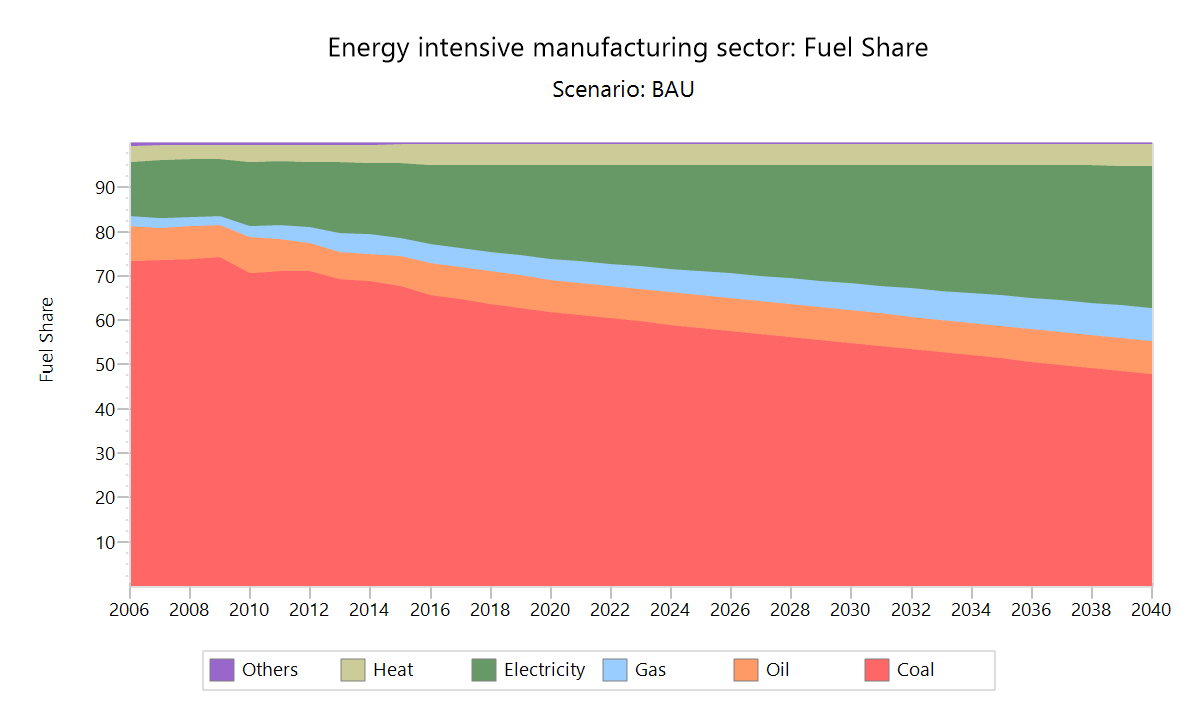 Energy intensive manufacturing sector: Fuel Share
Scenario: BAU
Fuel Share
90
80
70
60
50
40
30
20
10
2006 2008 2010 2012 2014 2016 2018 2020 2022 2024 2026 2028 2030 2032 2034 2036 2038 2040
Others Heat Electricity Gas Oil Coal